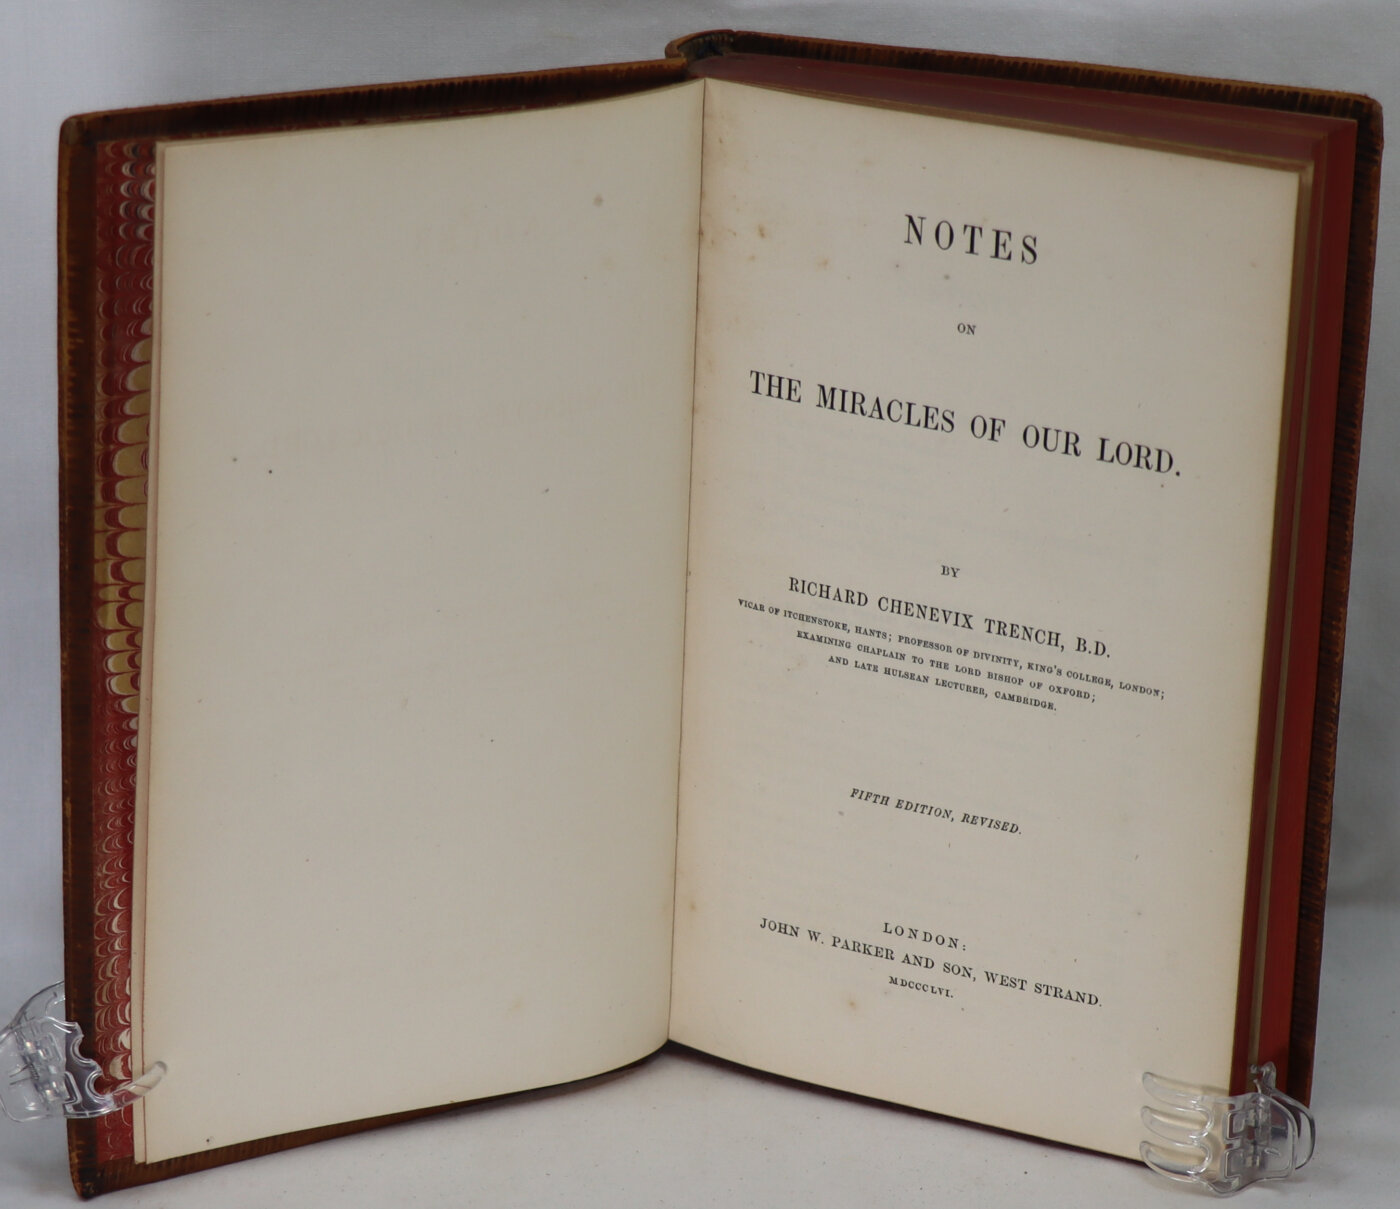 NOTES
ON
THE MIRACLES OF OUR LORD.
BY
RICHARD CHENEVIX TRENCH, B.D.
VICAR OF ITCHENSTOKE, HANTS; PROFESSOR OF DIVINITY, KING'S COLLEGE, LONDON;
EXAMINING CHAPLAIN TO THE LORD BISHOP OF OXFORD;
AND LATE HULSEAN LECTURER, CAMBRIDGE.
FIFTH EDITION, REVISED.
LONDON:
JOHN W. PARKER AND SON, WEST STRAND.
MDCCCLVI.